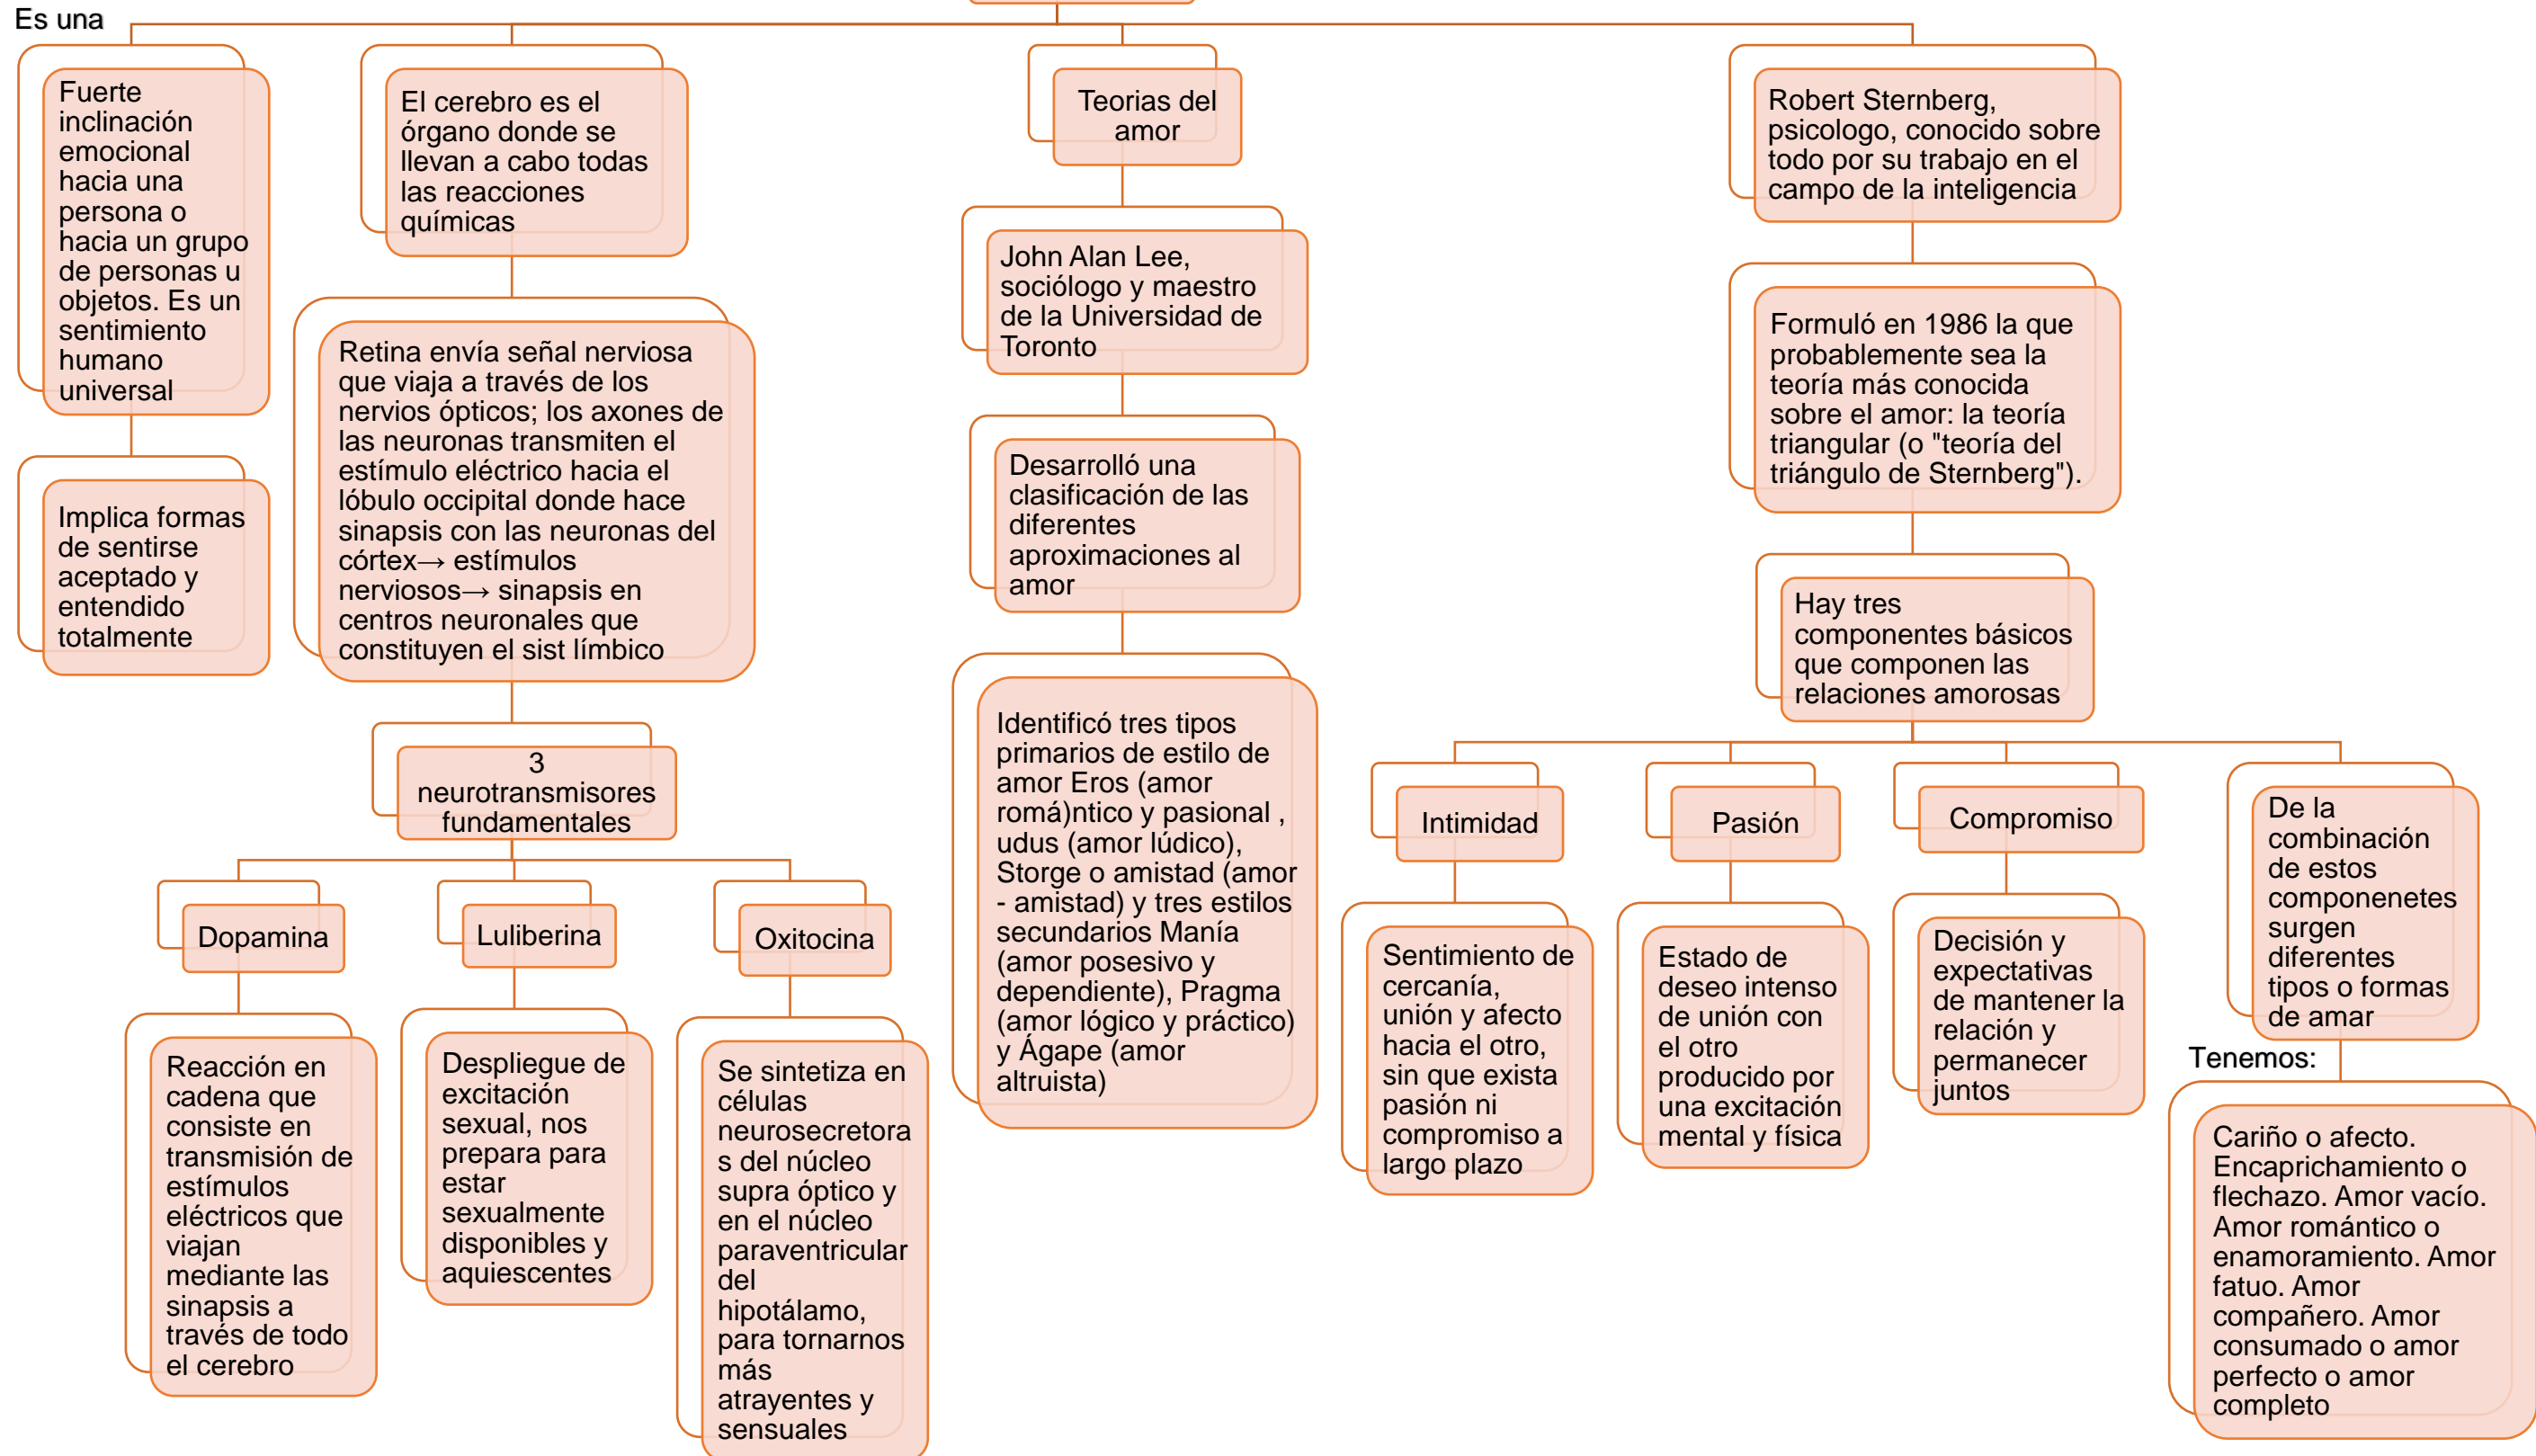 Es una
Fuerte
inclinación
emocional
hacia una
persona o
hacia un grupo
de personas u
objetos. Es un
sentimiento
humano
universal
Implica formas
de sentirse
aceptado y
entendido
totalmente
El cerebro es el
órgano donde se
llevan a cabo todas
las reacciones
químicas
Retina envía señal nerviosa
que viaja a través de los
nervios ópticos; los axones de
las neuronas transmiten el
estímulo eléctrico hacia el
lóbulo occipital donde hace
sinapsis con las neuronas del
córtex→ estímulos
nerviosos→ sinapsis en
centros neuronales que
constituyen el sist límbico
3
neurotransmisores
fundamentales
Dopamina
Reacción en
cadena que
consiste en
transmisión de
estímulos
eléctricos que
viajan
mediante las
sinapsis a
través de todo
el cerebro
Luliberina
Despliegue de
excitación
sexual, nos
prepara para
estar
sexualmente
disponibles y
aquiescentes
Oxitocina
Se sintetiza en
células
neurosecretora
s del núcleo
supra óptico y
en el núcleo
paraventricular
del
hipotálamo,
para tornarnos
más
atrayentes y
sensuales
Teorias del
amor
John Alan Lee,
sociólogo y maestro
de la Universidad de
Toronto
Desarrolló una
clasificación de las
diferentes
aproximaciones al
amor
Identificó tres tipos
primarios de estilo de
amor Eros (amor
romá)ntico y pasional ,
udus (amor lúdico),
Storge o amistad (amor
- amistad) y tres estilos
secundarios Manía
(amor posesivo y
dependiente), Pragma
(amor lógico y práctico)
y Ágape (amor
altruista)
Robert Sternberg,
psicologo, conocido sobre
todo por su trabajo en el
campo de la inteligencia
Formuló en 1986 la que
probablemente sea la
teoría más conocida
sobre el amor: la teoría
triangular (o "teoría del
triángulo de Sternberg").
Hay tres
componentes básicos
que componen las
relaciones amorosas
Intimidad
Sentimiento de
cercanía,
unión y afecto
hacia el otro,
sin que exista
pasión ni
compromiso a
largo plazo
Pasión
Estado de
deseo intenso
de unión con
el otro
producido por
una excitación
mental y física
Compromiso
Decisión y
expectativas
de mantener la
relación y
permanecer
juntos
De la
combinación
de estos
componenetes
surgen
diferentes
tipos o formas
de amar
Tenemos:
Cariño o afecto.
Encaprichamiento o
flechazo. Amor vacío.
Amor romántico o
enamoramiento. Amor
fatuo. Amor
compañero. Amor
consumado o amor
perfecto o amor
completo